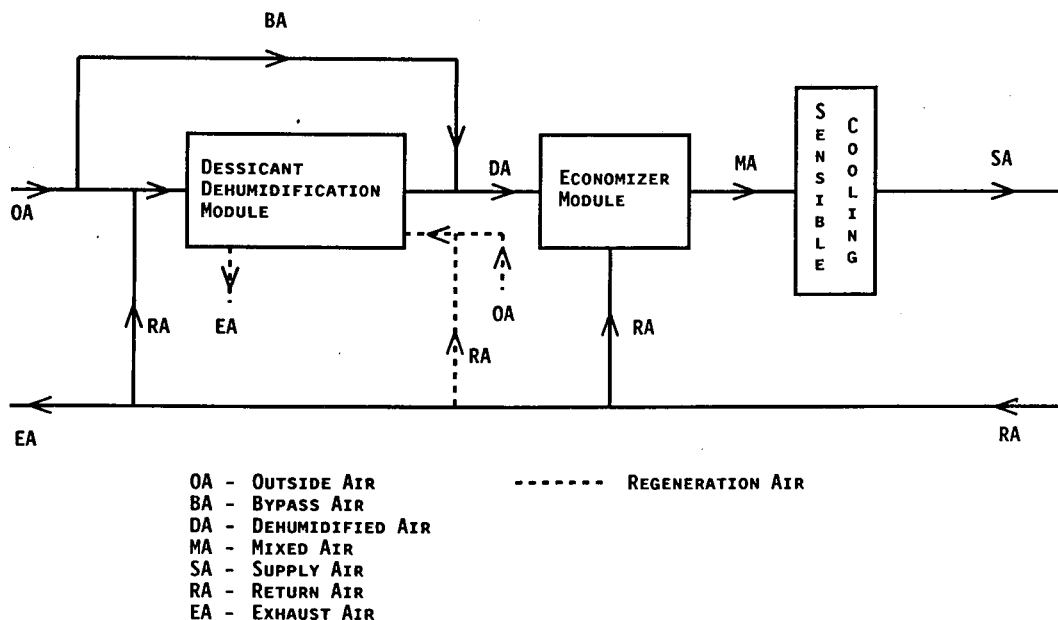 BA
DESSICANT
DEHUMIDIFICATION
MODULE
DA
ECONOMIZER
MODULE
MA
SENSIBLE
COOLING
SA
OA
EA
OA
RA
RA
RA
EA
RA
OA - OUTSIDE AIR
BA - BYPASS AIR
DA - DEHUMIDIFIED AIR
MA - MIXED AIR
SA - SUPPLY AIR
RA - RETURN AIR
EA - EXHAUST AIR
REGENERATION AIR